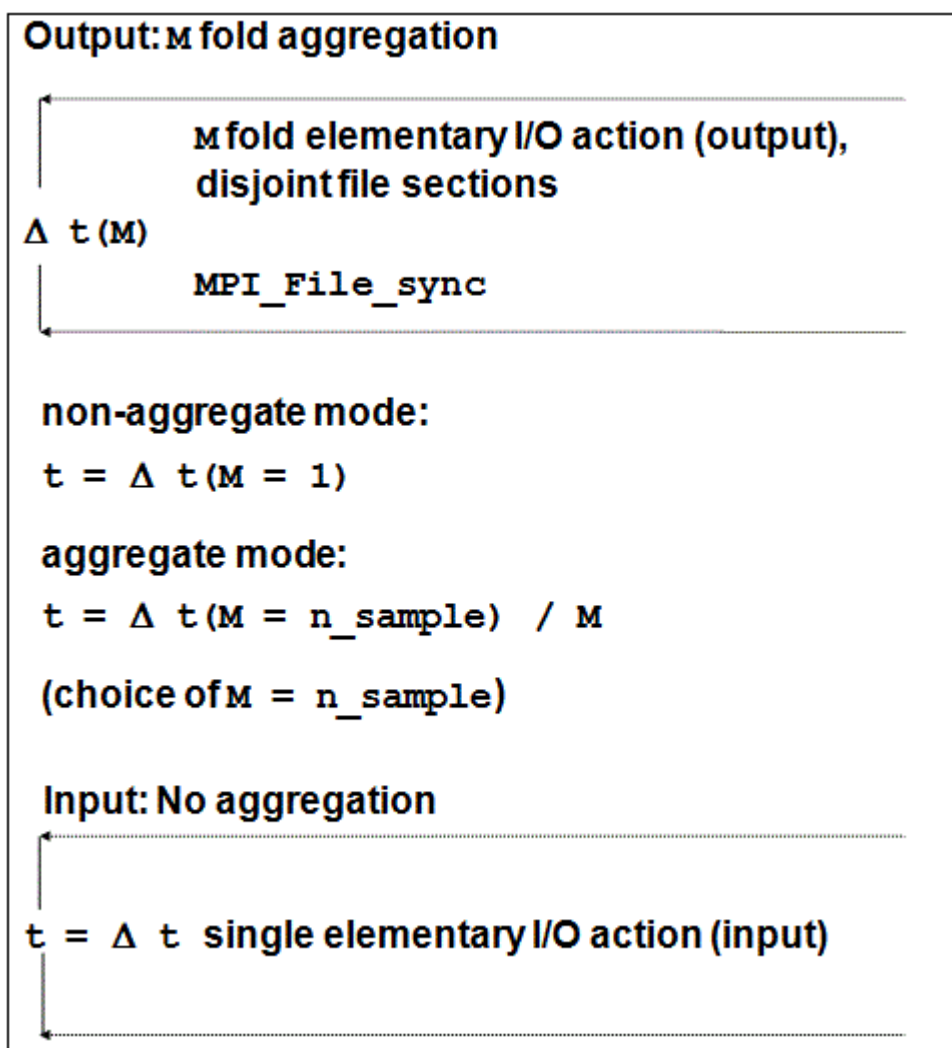 Output: M fold aggregation
M fold elementary I/O action (output),
disjoint file sections
Δ t(M)
MPI_File_sync
non-aggregate mode:
t = Δ t(M = 1)
aggregate mode:
t = Δ t(M = n_sample) / M
(choice of M = n_sample)
Input: No aggregation
t = Δ t single elementary I/O action (input)